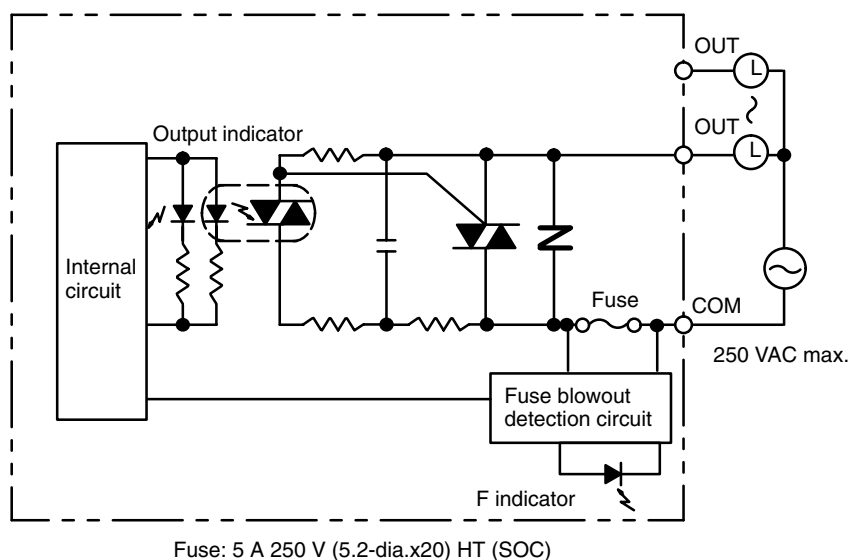 OUT
L
Output indicator
OUT
L
Internal
circuit
Fuse
COM
250 VAC max.
Fuse blowout
detection circuit
F indicator
Fuse: 5 A 250 V (5.2-dia.x20) HT (SOC)